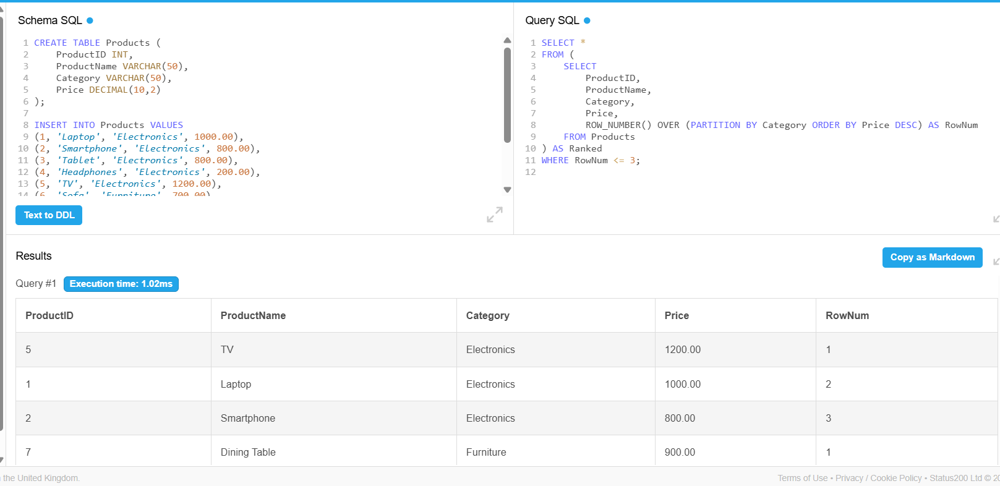 Schema SQL
1 CREATE TABLE Products (
2 ProductID INT,
3 ProductName VARCHAR(50),
4 Category VARCHAR(50),
5 Price DECIMAL(10,2)
6 );
7
8 INSERT INTO Products VALUES
9 (1, 'Laptop', 'Electronics', 1000.00),
10 (2, 'Smartphone', 'Electronics', 800.00),
11 (3, 'Tablet', 'Electronics', 800.00),
12 (4, 'Headphones', 'Electronics', 200.00),
13 (5, 'TV', 'Electronics', 1200.00),
14 (6, 'Sofa', 'Furniture', 700.00),
Text to DDL
Query SQL
1 SELECT *
2 FROM (
3 SELECT
4 ProductID,
5 ProductName,
6 Category,
7 Price,
8 ROW_NUMBER() OVER (PARTITION BY Category ORDER BY Price DESC) AS RowNum
9 FROM Products
10 ) AS Ranked
11 WHERE RowNum <= 3;
12
Results
Copy as Markdown
Query #1 Execution time: 1.02ms
ProductID ProductName Category Price RowNum
5 TV Electronics 1200.00 1
1 Laptop Electronics 1000.00 2
2 Smartphone Electronics 800.00 3
7 Dining Table Furniture 900.00 1
the United Kingdom.
Terms of Use • Privacy / Cookie Policy • Status200 Ltd © 20